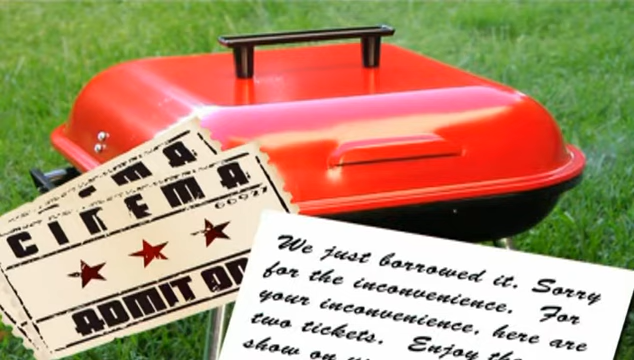 CINEMA
CINEMA
60927
ADMIT ON
We just borrowed it. Sorry
for the inconvenience. For
your inconvenience, here are
two tickets. Enjoy the
show on